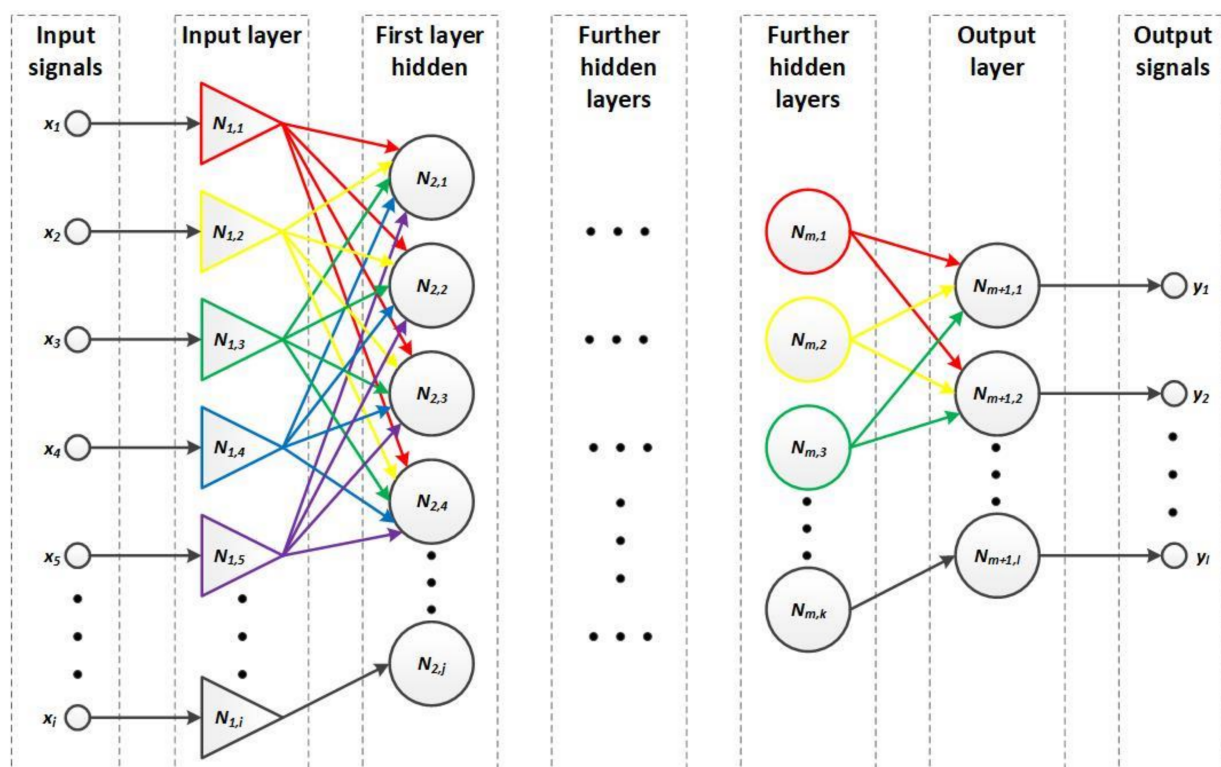 Input signals
Input layer
First layer hidden
Further hidden layers
Further hidden layers
Output layer
Output signals
x1
N1,1
N2,1
x2
N1,2
Nm,1
N2,2
Nm+1,1
y1
x3
N1,3
Nm,2
N2,3
Nm+1,2
y2
x4
N1,4
Nm,3
N2,4
x5
N1,5
Nm+1,l
yl
Nm,k
N2,j
xi
N1,i